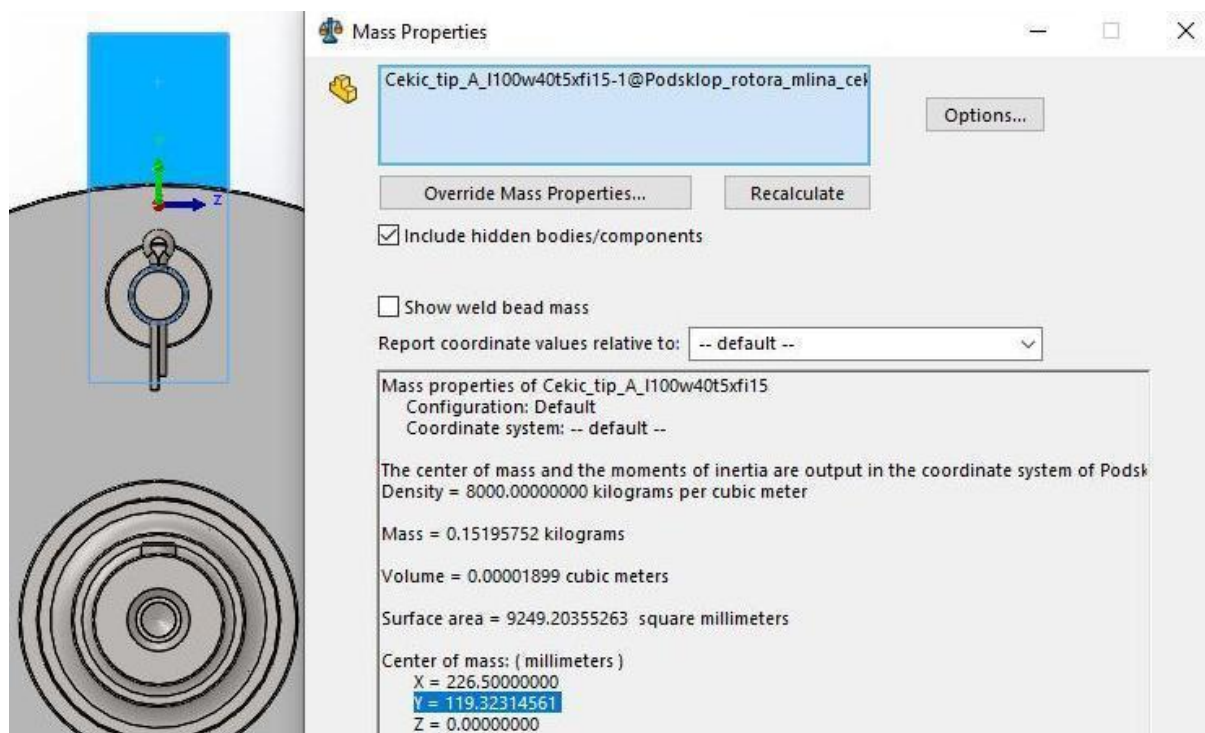 Mass Properties
Cekic_tip_A_l100w40t5xfi15-1@Podsklop_rotora_mlina_cek
Options...
Override Mass Properties...
Recalculate
Include hidden bodies/components
Show weld bead mass
Report coordinate values relative to:
-- default --
Mass properties of Cekic_tip_A_l100w40t5xfi15
Configuration: Default
Coordinate system: -- default --
The center of mass and the moments of inertia are output in the coordinate system of Podsk
Density = 8000.00000000 kilograms per cubic meter
Mass = 0.15195752 kilograms
Volume = 0.00001899 cubic meters
Surface area = 9249.20355263 square millimeters
Center of mass: ( millimeters )
X = 226.50000000
Y = 119.32314561
Z = 0.00000000
Z